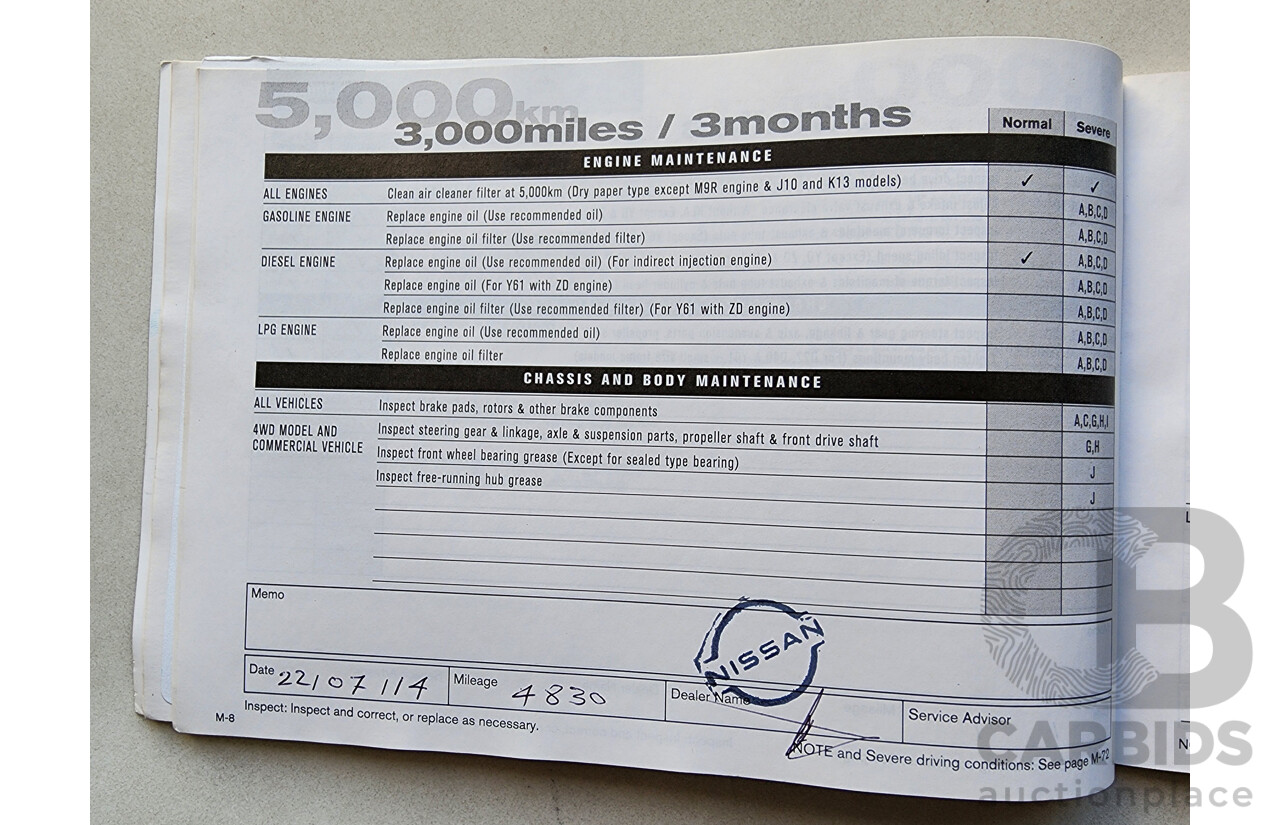 5,000km
3,000miles / 3months
Normal Severe
ENGINE MAINTENANCE
ALL ENGINES Clean air cleaner filter at 5,000km (Dry paper type except M9R engine & J10 and K13 models) ✓ ✓
GASOLINE ENGINE Replace engine oil (Use recommended oil) A,B,C,D
Replace engine oil filter (Use recommended filter) A,B,C,D
DIESEL ENGINE Replace engine oil (Use recommended oil) (For indirect injection engine) ✓ A,B,C,D
Replace engine oil (For Y61 with ZD engine) A,B,C,D
Replace engine oil filter (Use recommended filter) (For Y61 with ZD engine) A,B,C,D
LPG ENGINE Replace engine oil (Use recommended oil) A,B,C,D
Replace engine oil filter A,B,C,D
CHASSIS AND BODY MAINTENANCE
ALL VEHICLES Inspect brake pads, rotors & other brake components A,C,G,H,I
4WD MODEL AND Inspect steering gear & linkage, axle & suspension parts, propeller shaft & front drive shaft G,H
COMMERCIAL VEHICLE Inspect front wheel bearing grease (Except for sealed type bearing) J
Inspect free-running hub grease J
Memo
NISSAN
Date 22/07/14 Mileage 4830 Dealer Name Service Advisor
M-8 Inspect: Inspect and correct, or replace as necessary.
NOTE and Severe driving conditions: See page M-72
CB
CARBIDS
auctionplace